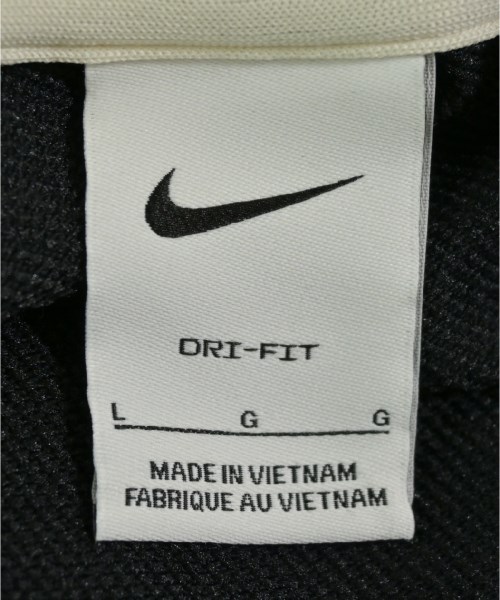 DRI-FIT
L G G
MADE IN VIETNAM
FABRIQUE AU VIETNAM